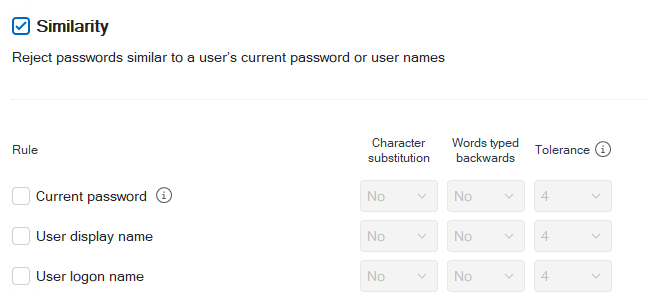 Similarity
Reject passwords similar to a user's current password or user names
Rule
Character substitution
Words typed backwards
Tolerance
Current password No No 4
User display name No No 4
User logon name No No 4